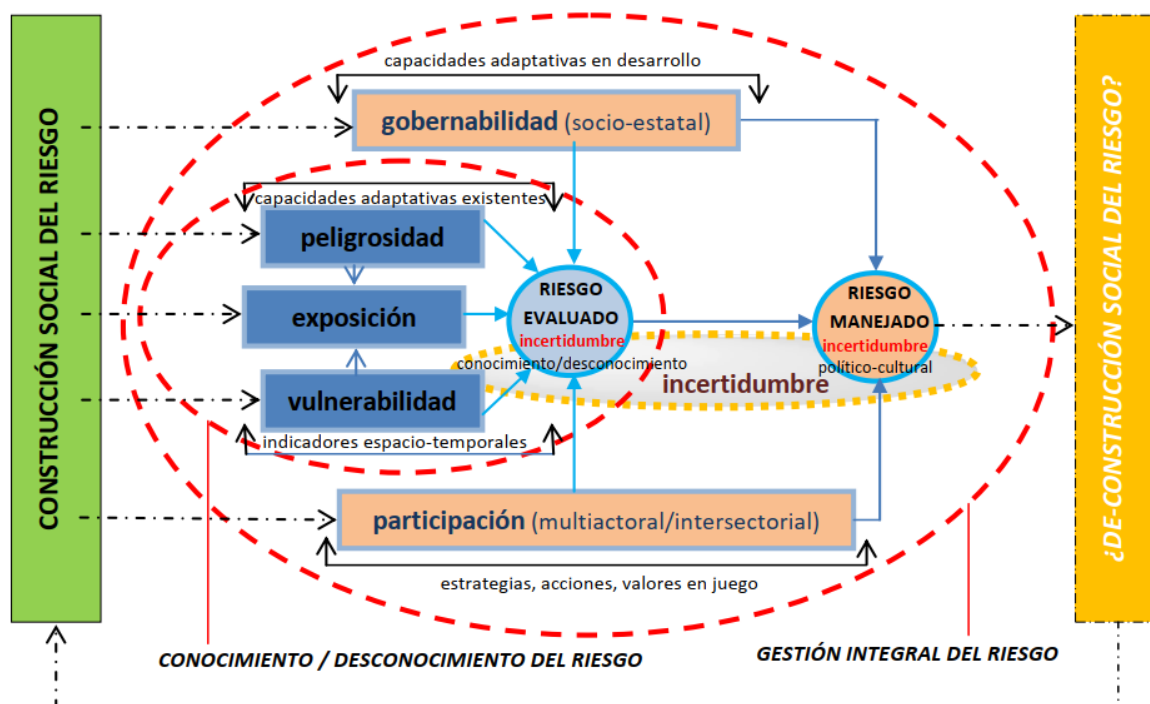 CONSTRUCCIÓN SOCIAL DEL RIESGO
capacidades adaptativas en desarrollo
gobernabilidad (socio-estatal)
capacidades adaptativas existentes
peligrosidad
exposición
vulnerabilidad
indicadores espacio-temporales
RIESGO
EVALUADO
incertidumbre
conocimiento/desconocimiento
incertidumbre
RIESGO
MANEJADO
incertidumbre
político-cultural
participación (multiactoral/intersectorial)
estrategias, acciones, valores en juego
CONOCIMIENTO / DESCONOCIMIENTO DEL RIESGO
GESTIÓN INTEGRAL DEL RIESGO
¿DE-CONSTRUCCIÓN SOCIAL DEL RIESGO?